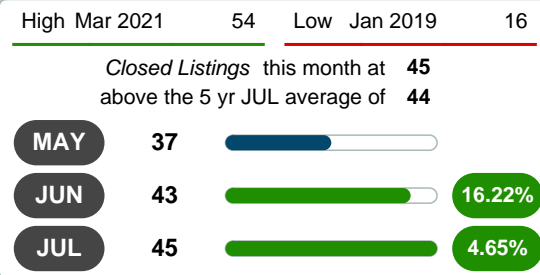 High Mar 2021 54 Low Jan 2019 16
Closed Listings this month at 45
above the 5 yr JUL average of 44
MAY 37
JUN 43 16.22%
JUL 45 4.65%